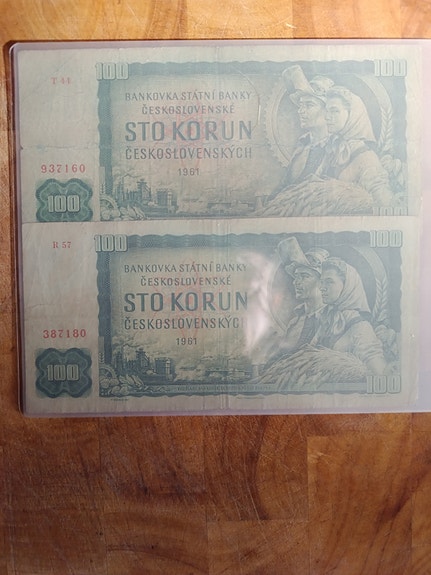 100 100
T 44
BANKOVKA STÁTNÍ BANKY
ČESKOSLOVENSKÉ
STO KORUN
ČESKOSLOVENSKÝCH
1961
937160
100 100
100 100
R 57
BANKOVKA STÁTNÍ BANKY
ČESKOSLOVENSKÉ
STO KORUN
ČESKOSLOVENSKÝCH
1961
387180
100 100